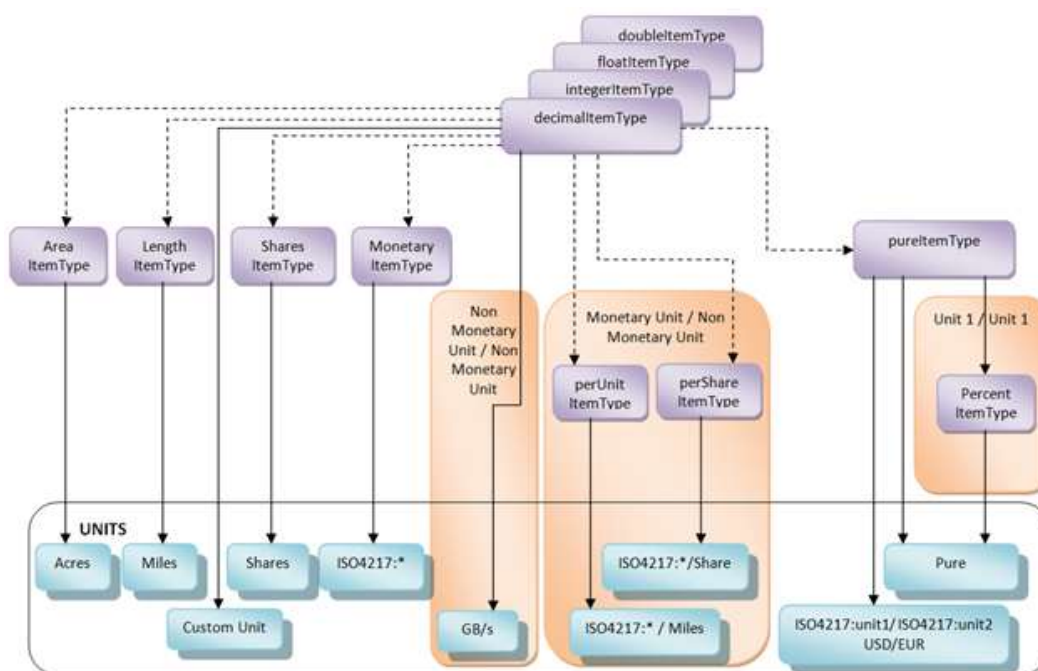 doubleItemType
floatItemType
integerItemType
decimalItemType
Area
ItemType
Length
ItemType
Shares
ItemType
Monetary
ItemType
pureItemType
Non
Monetary
Unit / Non
Monetary
Unit
Monetary Unit / Non
Monetary Unit
Unit 1 / Unit 1
perUnit
ItemType
perShare
ItemType
Percent
ItemType
UNITS
Acres
Miles
Shares
ISO4217:*
ISO4217:*/Share
Pure
Custom Unit
GB/s
ISO4217:* / Miles
ISO4217:unit1/ ISO4217:unit2
USD/EUR